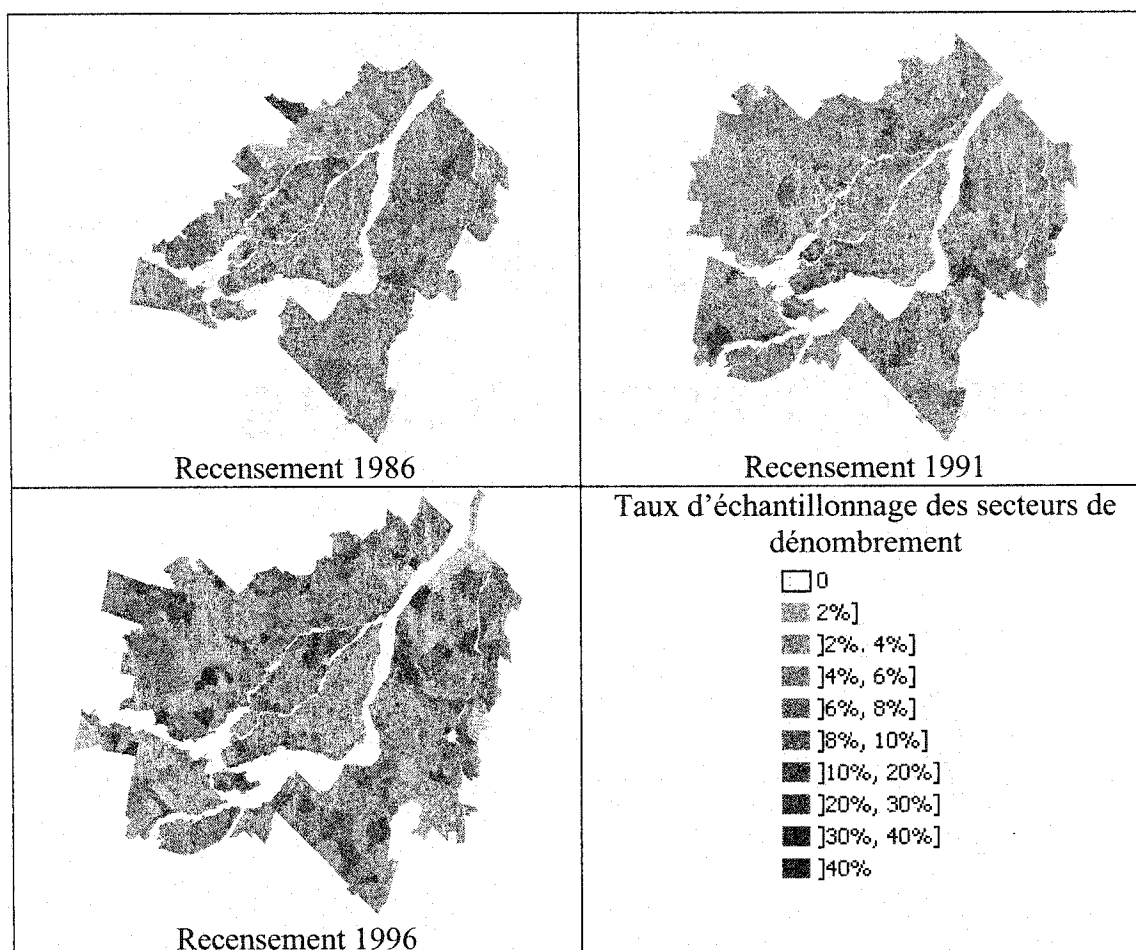 Recensement 1986
Recensement 1991
Recensement 1996
Taux d'échantillonnage des secteurs de
dénombrement
0
2%]
]2%, 4%]
]4%, 6%]
]6%, 8%]
]8%, 10%]
]10%, 20%]
]20%, 30%]
]30%, 40%]
]40%